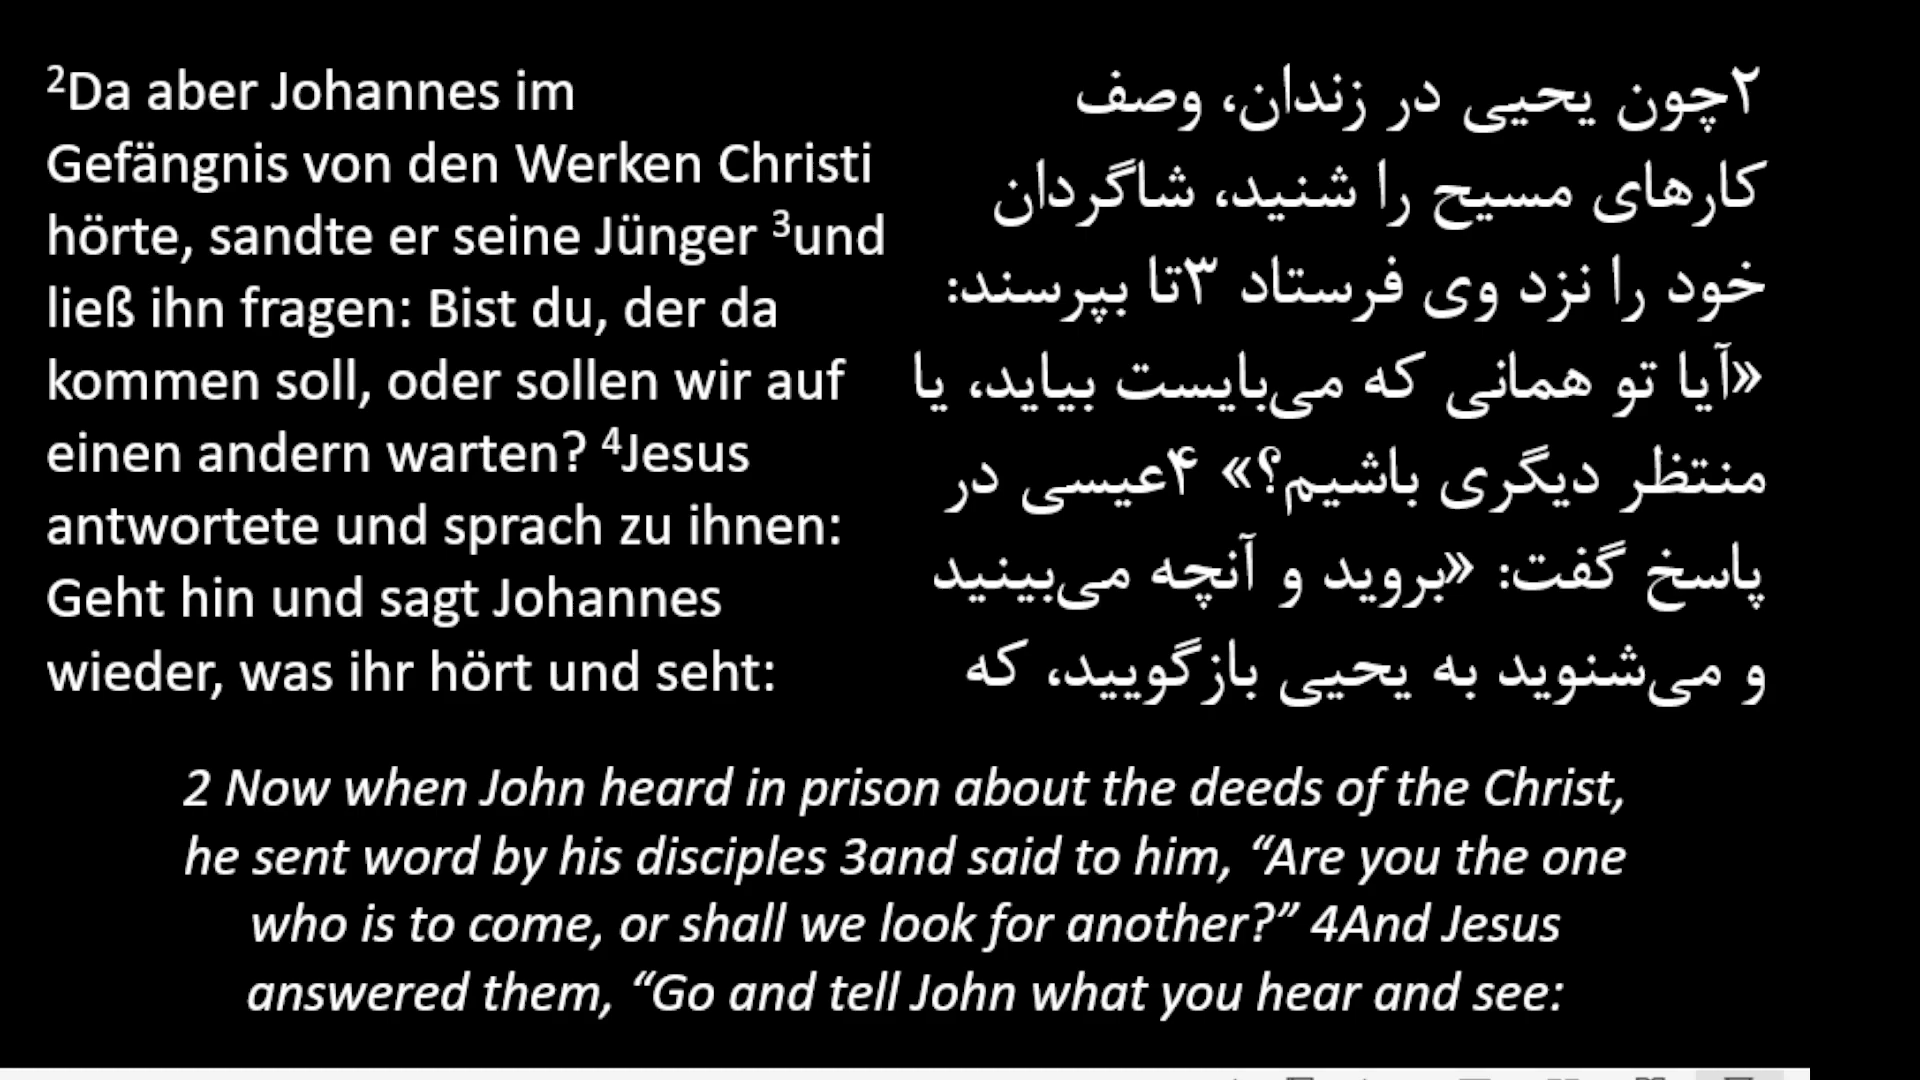 ²Da aber Johannes im
Gefängnis von den Werken Christi
hörte, sandte er seine Jünger ³und
ließ ihn fragen: Bist du, der da
kommen soll, oder sollen wir auf
einen andern warten? ⁴Jesus
antwortete und sprach zu ihnen:
Geht hin und sagt Johannes
wieder, was ihr hört und seht:
۲چون یحیی در زندان، وصف
کارهای مسیح را شنید، شاگردان
خود را نزد وی فرستاد ۳تا بپرسند:
«آیا تو همانی که می‌بایست بیاید، یا
منتظر دیگری باشیم؟» ۴عیسی در
پاسخ گفت: «بروید و آنچه می‌بینید
و می‌شنوید به یحیی بازگویید، که
2 Now when John heard in prison about the deeds of the Christ,
he sent word by his disciples 3and said to him, “Are you the one
who is to come, or shall we look for another?” 4And Jesus
answered them, “Go and tell John what you hear and see: